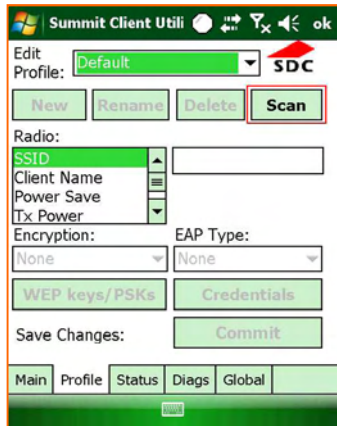 Summit Client Utili ok
Edit
Profile: Default
SDC
New Rename Delete Scan
Radio:
SSID
Client Name
Power Save
Tx Power
Encryption: EAP Type:
None None
WEP keys/PSKs Credentials
Save Changes: Commit
Main Profile Status Diags Global